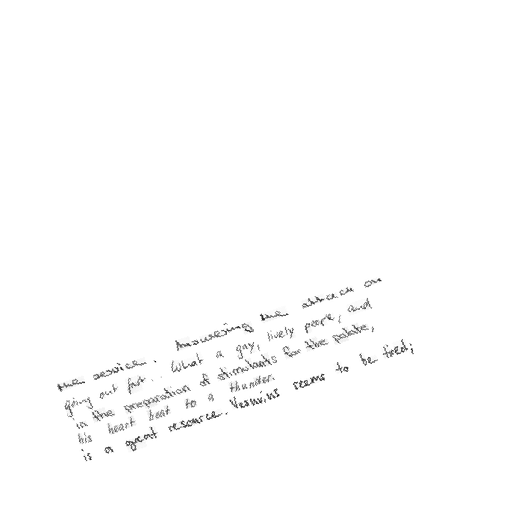 the service. Answering the attack on
going out fast. What a gay, lively people, and
in the preparation of stimulants for the palate,
his heart beat to a thunder.
is a great resource. Vesuvius seems to be tired;